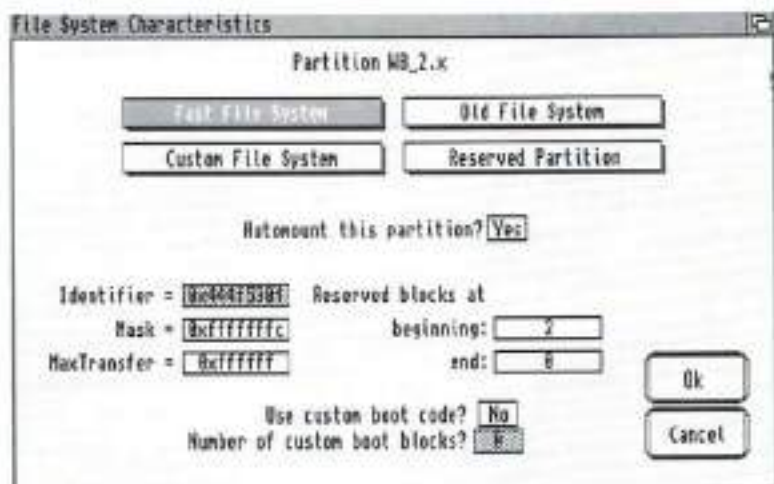 File System Characteristics
Partition WB_2.x
Fast File System
Old File System
Custom File System
Reserved Partition
Automount this partition? Yes
Identifier = 0x444f5301 Reserved blocks at
Mask = 0xfffffffc beginning: 2
MaxTransfer = 0xffffff end: 0
Ok
Use custom boot code? No
Number of custom boot blocks? 0
Cancel